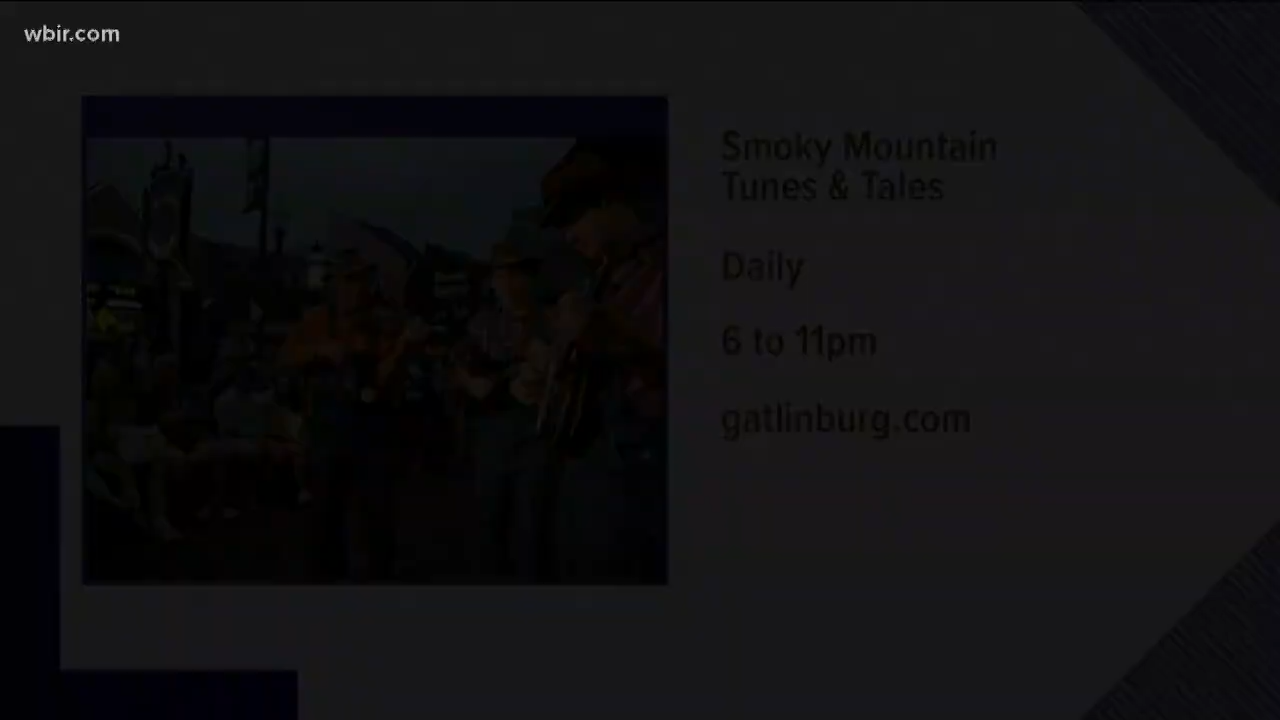 wbir.com
Smoky Mountain
Tunes & Tales
Daily
6 to 11pm
gatlinburg.com